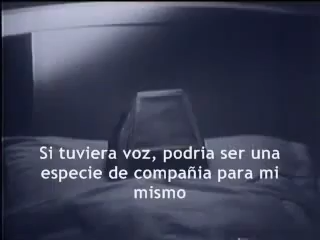 Si tuviera voz, podria ser una
especie de compañia para mi
mismo